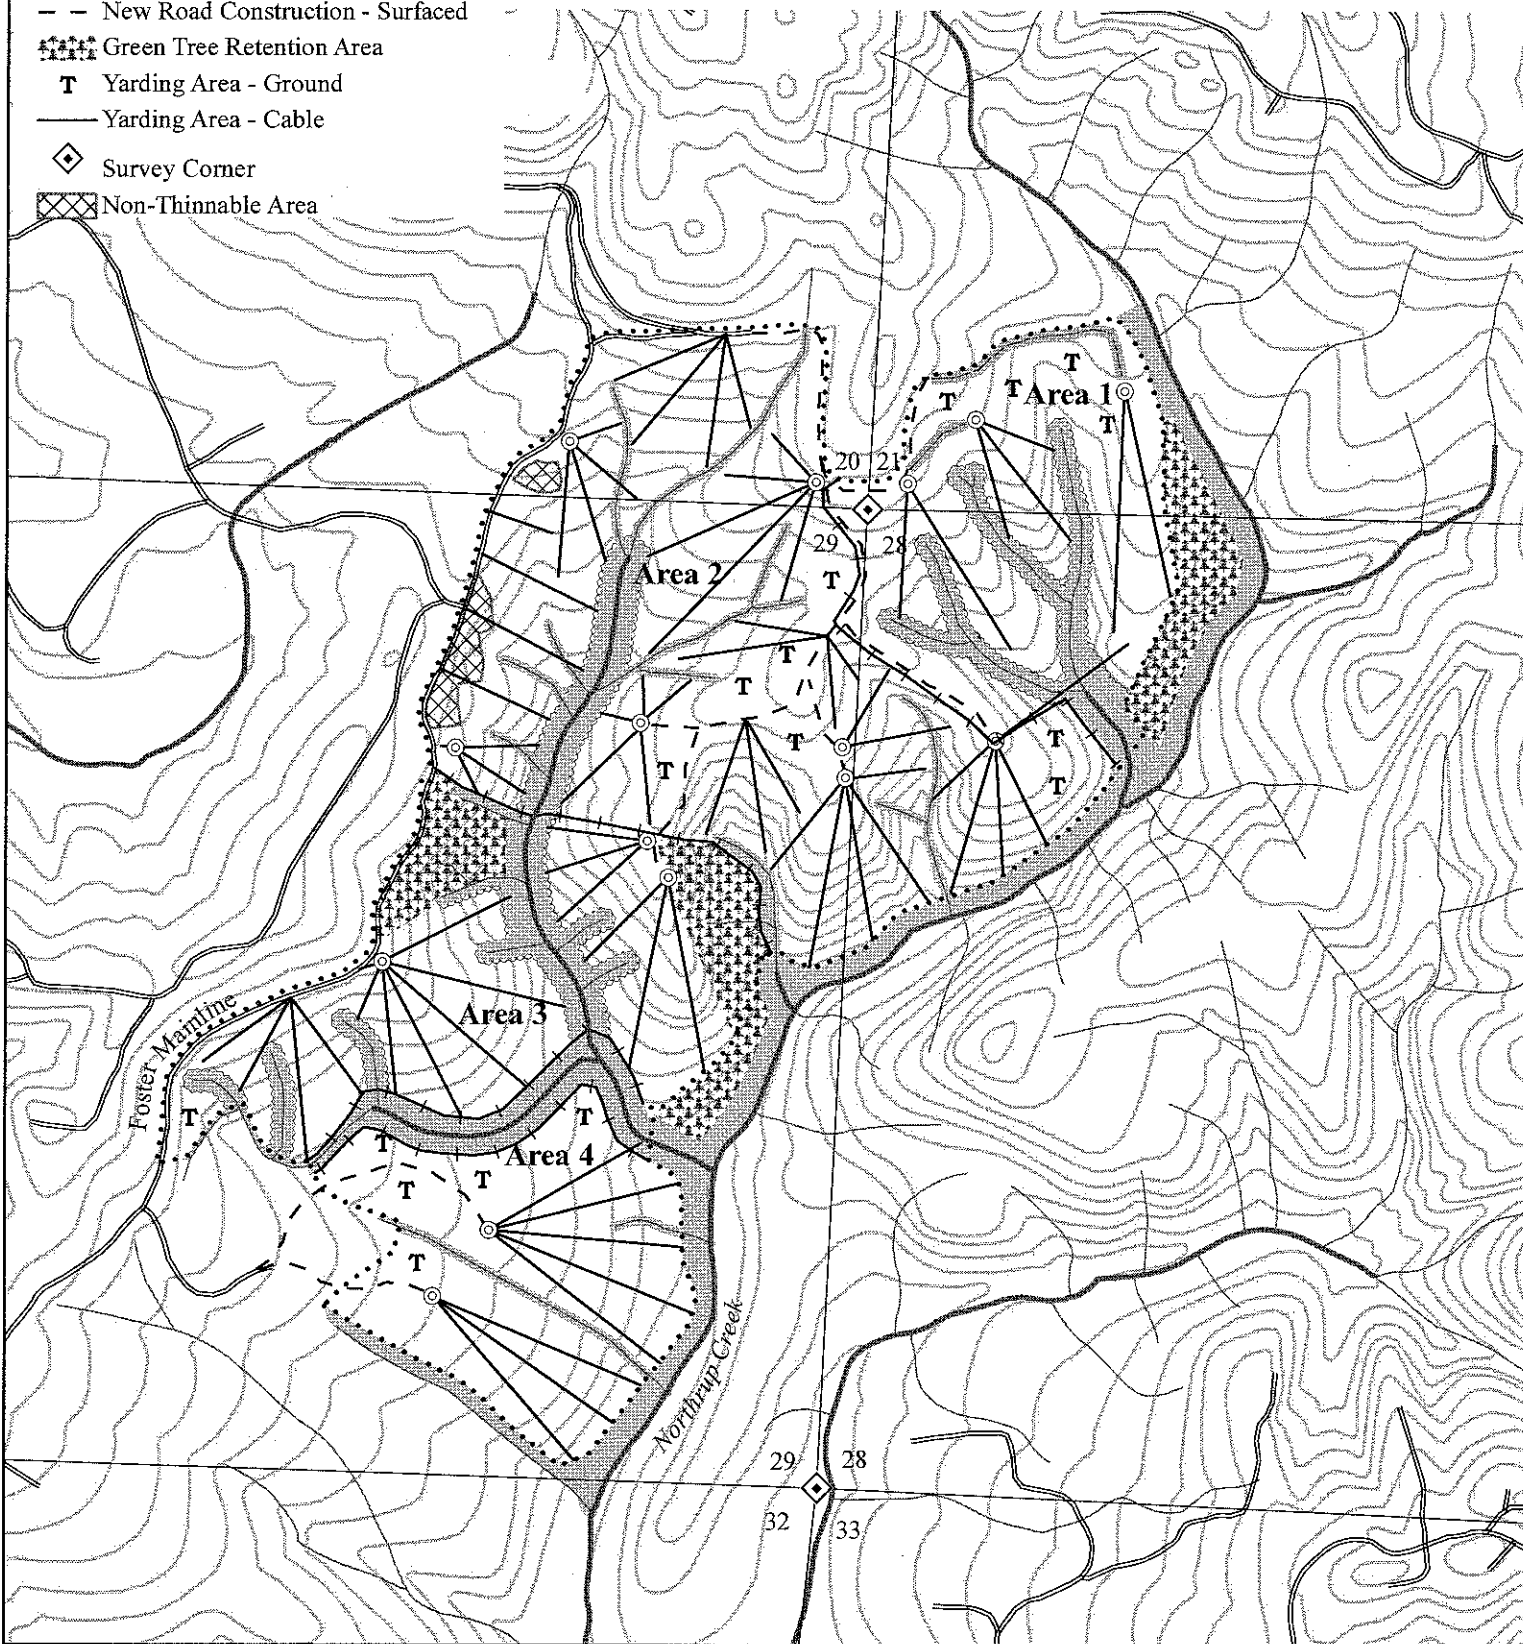 New Road Construction - Surfaced
Green Tree Retention Area
T Yarding Area - Ground
Yarding Area - Cable
Survey Corner
Non-Thinnable Area
T
T Area 1
T
T
20 21
29 28
Area 2
T
T
T
T
T
T
T
Area 3
Foster Mainline
T
T
T
Area 4
T
T
T
Northrup Creek
29 28
32 33